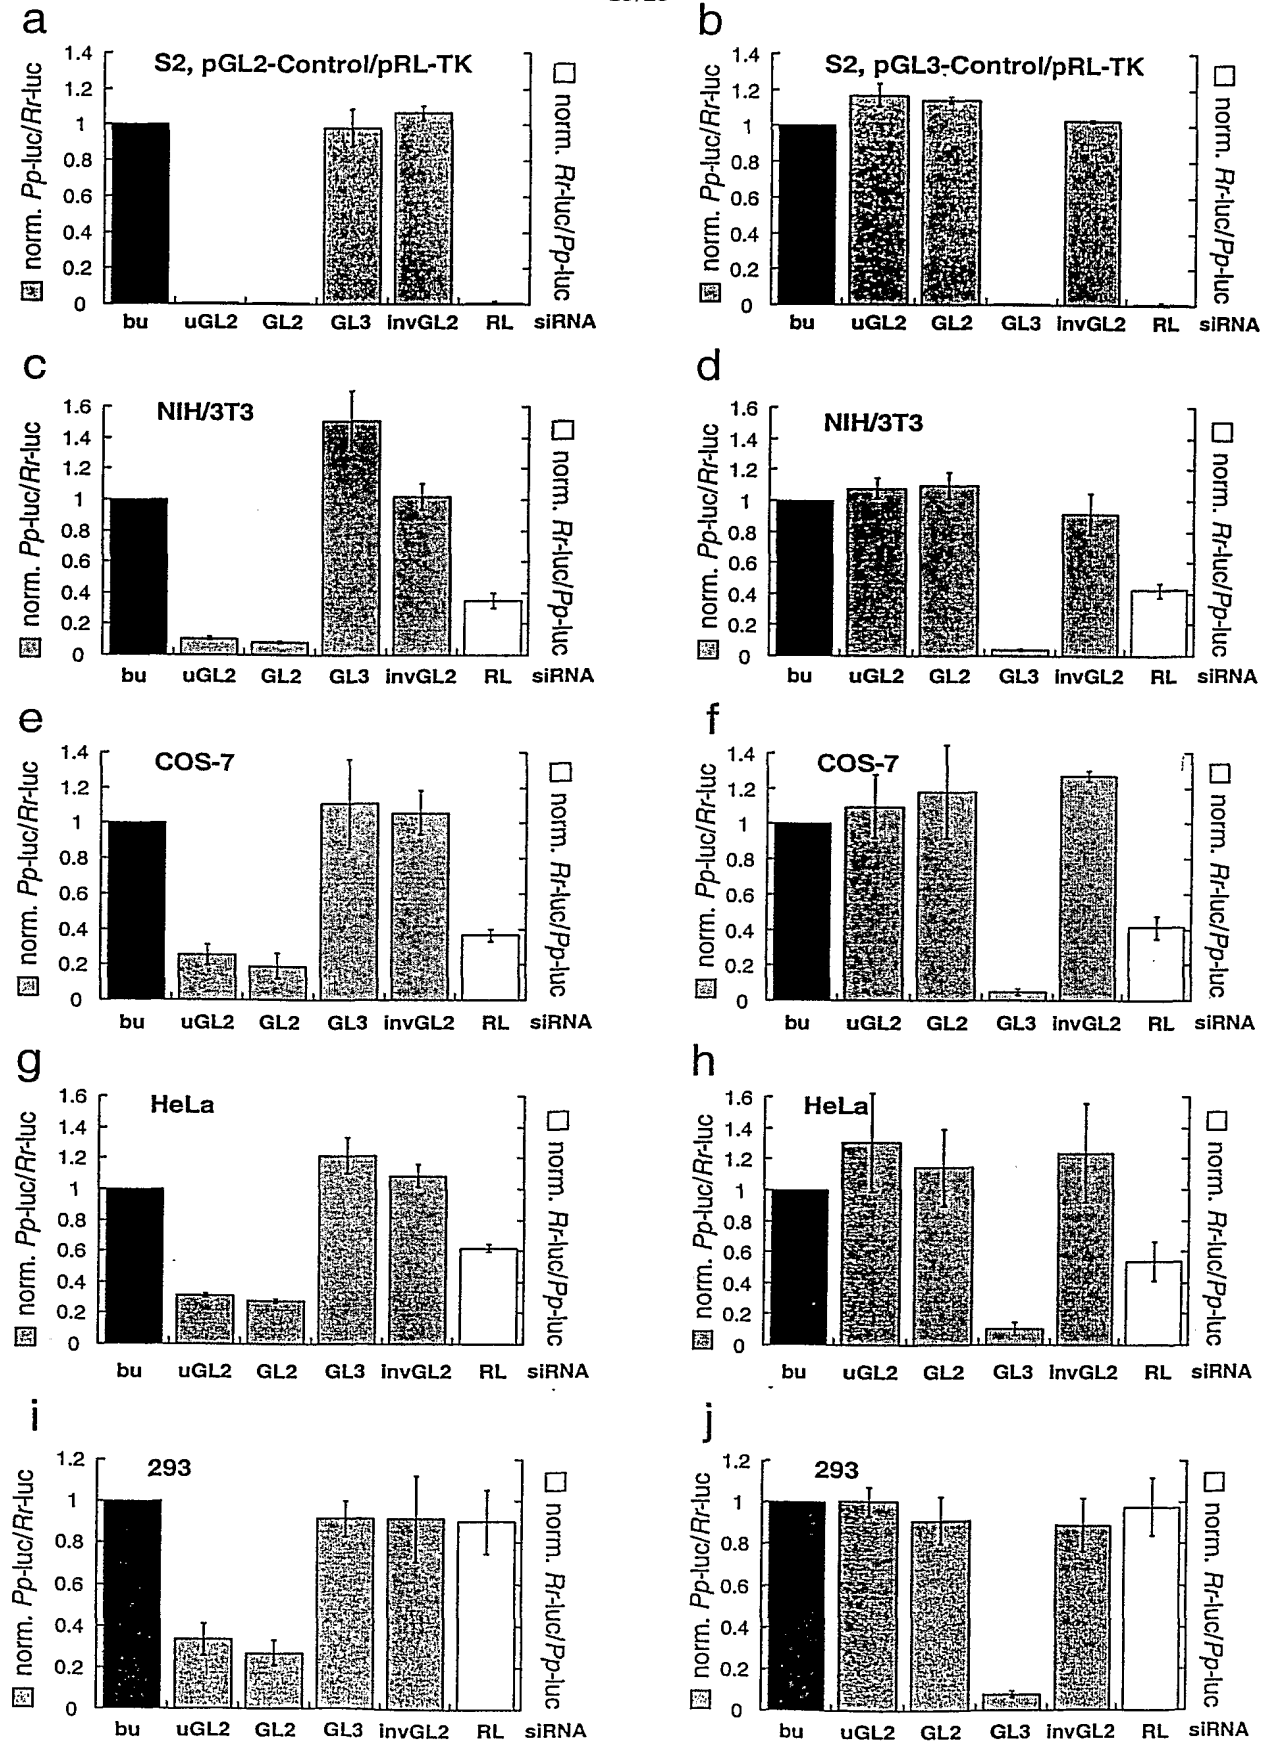 a
S2, pGL2-Control/pRL-TK
norm. Pp-luc/Rr-luc
1.4
1.2
1
0.8
0.6
0.4
0.2
0
norm. Rr-luc/Pp-luc
bu uGL2 GL2 GL3 invGL2 RL siRNA
b
S2, pGL3-Control/pRL-TK
norm. Pp-luc/Rr-luc
1.4
1.2
1
0.8
0.6
0.4
0.2
0
norm. Rr-luc/Pp-luc
bu uGL2 GL2 GL3 invGL2 RL siRNA
c
NIH/3T3
norm. Pp-luc/Rr-luc
1.6
1.4
1.2
1
0.8
0.6
0.4
0.2
0
norm. Rr-luc/Pp-luc
bu uGL2 GL2 GL3 invGL2 RL siRNA
d
NIH/3T3
norm. Pp-luc/Rr-luc
1.6
1.4
1.2
1
0.8
0.6
0.4
0.2
0
norm. Rr-luc/Pp-luc
bu uGL2 GL2 GL3 invGL2 RL siRNA
e
COS-7
norm. Pp-luc/Rr-luc
1.4
1.2
1
0.8
0.6
0.4
0.2
0
norm. Rr-luc/Pp-luc
bu uGL2 GL2 GL3 invGL2 RL siRNA
f
COS-7
norm. Pp-luc/Rr-luc
1.4
1.2
1
0.8
0.6
0.4
0.2
0
norm. Rr-luc/Pp-luc
bu uGL2 GL2 GL3 invGL2 RL siRNA
g
HeLa
norm. Pp-luc/Rr-luc
1.6
1.4
1.2
1
0.8
0.6
0.4
0.2
0
norm. Rr-luc/Pp-luc
bu uGL2 GL2 GL3 invGL2 RL siRNA
h
HeLa
norm. Pp-luc/Rr-luc
1.6
1.4
1.2
1
0.8
0.6
0.4
0.2
0
norm. Rr-luc/Pp-luc
bu uGL2 GL2 GL3 invGL2 RL siRNA
i
293
norm. Pp-luc/Rr-luc
1.2
1
0.8
0.6
0.4
0.2
0
norm. Rr-luc/Pp-luc
bu uGL2 GL2 GL3 invGL2 RL siRNA
j
293
norm. Pp-luc/Rr-luc
1.2
1
0.8
0.6
0.4
0.2
0
norm. Rr-luc/Pp-luc
bu uGL2 GL2 GL3 invGL2 RL siRNA